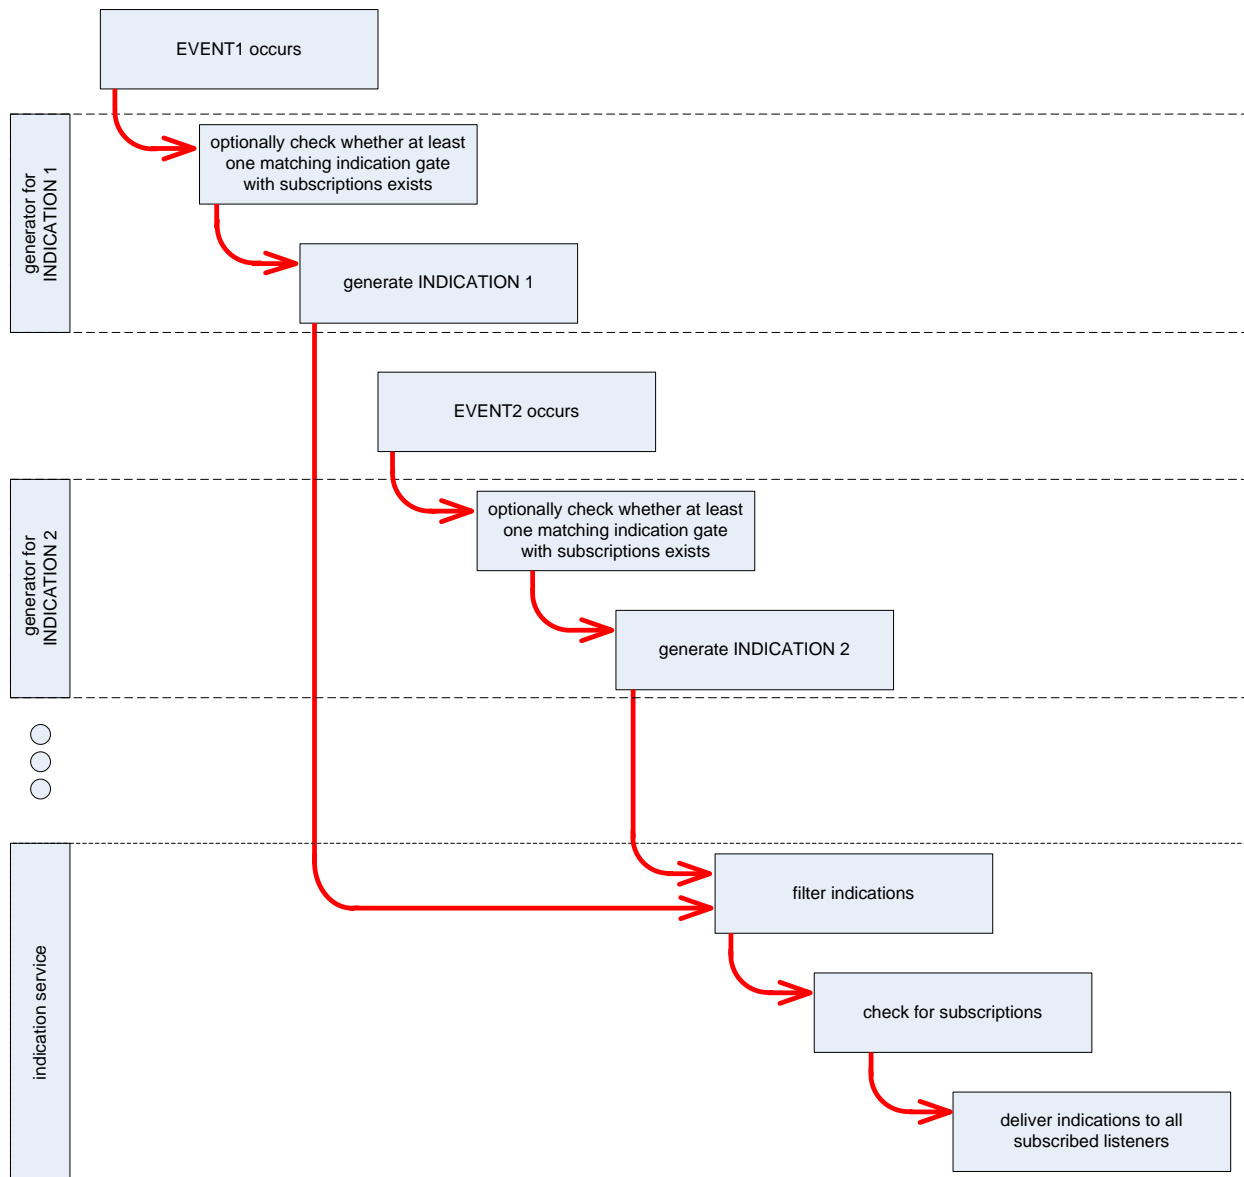 EVENT1 occurs
generator for
INDICATION 1
optionally check whether at least
one matching indication gate
with subscriptions exists
generate INDICATION 1
EVENT2 occurs
generator for
INDICATION 2
optionally check whether at least
one matching indication gate
with subscriptions exists
generate INDICATION 2
indication service
filter indications
check for subscriptions
deliver indications to all
subscribed listeners